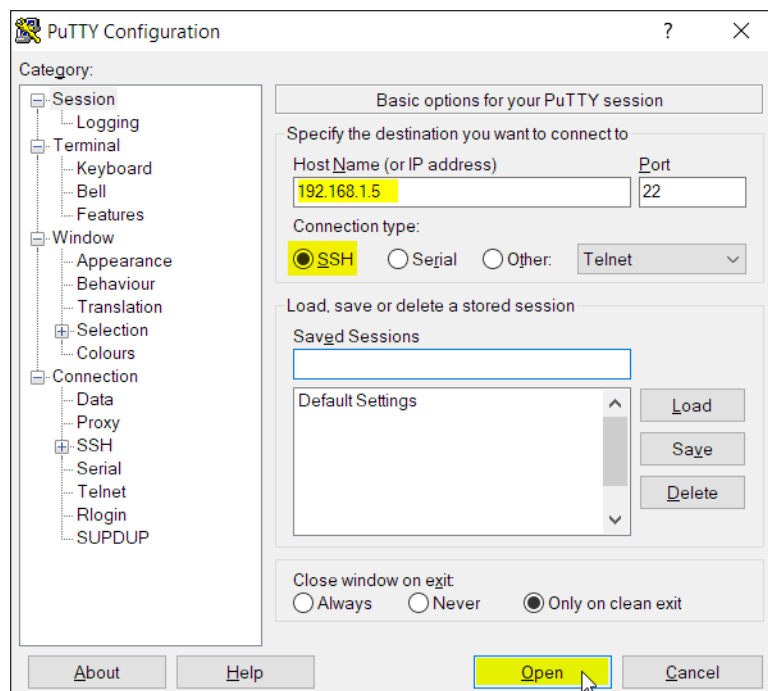 PuTTY Configuration
?
Category:
Session
Logging
Terminal
Keyboard
Bell
Features
Window
Appearance
Behaviour
Translation
Selection
Colours
Connection
Data
Proxy
SSH
Serial
Telnet
Rlogin
SUPDUP
Basic options for your PuTTY session
Specify the destination you want to connect to
Host Name (or IP address) Port
192.168.1.5 22
Connection type:
SSH Serial Other: Telnet
Load, save or delete a stored session
Saved Sessions
Default Settings
Load
Save
Delete
Close window on exit:
Always Never Only on clean exit
About Help Open Cancel